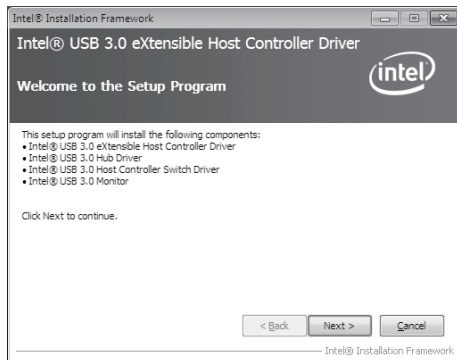 Intel® Installation Framework
Intel® USB 3.0 eXtensible Host Controller Driver
Welcome to the Setup Program
intel®
This setup program will install the following components:
• Intel® USB 3.0 eXtensible Host Controller Driver
• Intel® USB 3.0 Hub Driver
• Intel® USB 3.0 Host Controller Switch Driver
• Intel® USB 3.0 Monitor
Click Next to continue.
< Back Next > Cancel
Intel® Installation Framework